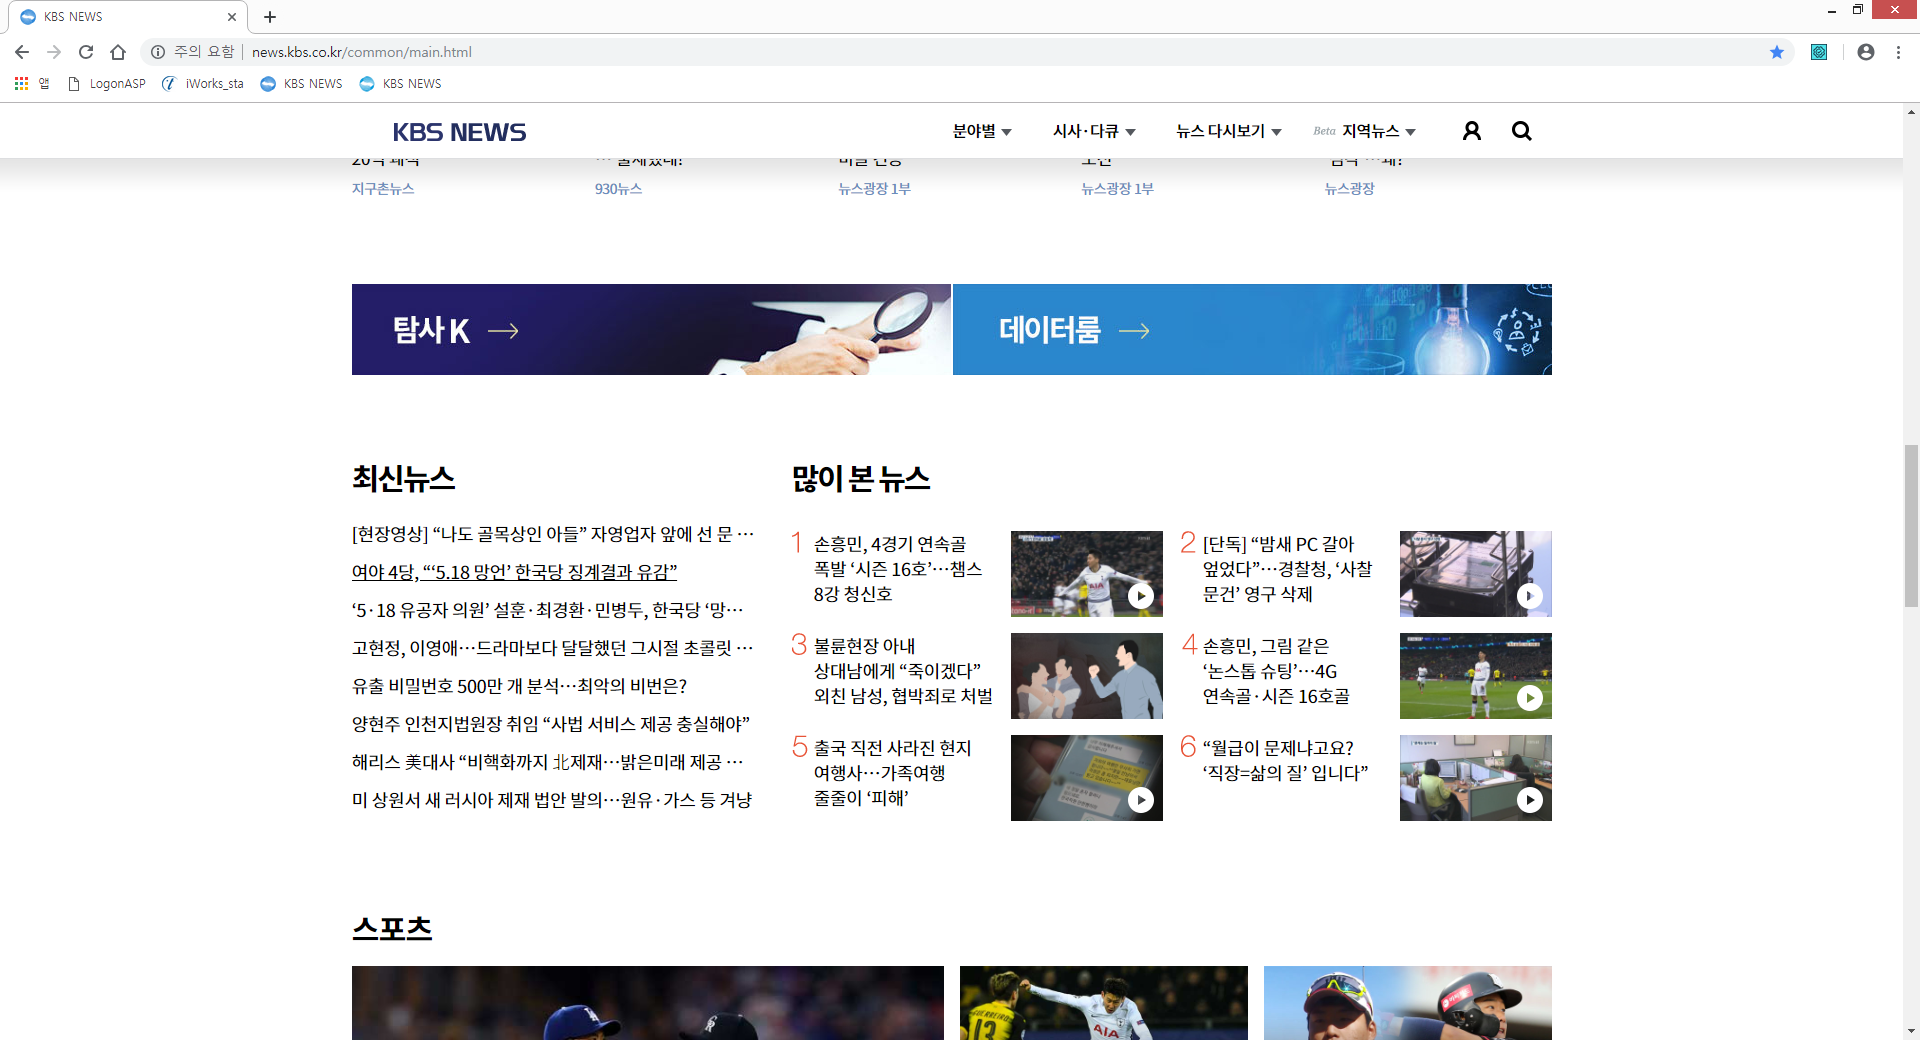 KBS NEWS
주의 요함
news.kbs.co.kr/common/main.html
앱
LogonASP
iWorks_sta
KBS NEWS
KBS NEWS
KBS NEWS
분야별
시사·다큐
뉴스 다시보기
Beta 지역뉴스
지구촌뉴스
930뉴스
뉴스광장 1부
뉴스광장 1부
뉴스광장
탐사 K
데이터룸
최신뉴스
[현장영상] “나도 골목상인 아들” 자영업자 앞에 선 문 …
여야 4당, “‘5.18 망언’ 한국당 징계결과 유감”
‘5·18 유공자 의원’ 설훈·최경환·민병두, 한국당 ‘망…
고현정, 이영애…드라마보다 달달했던 그시절 초콜릿 …
유출 비밀번호 500만 개 분석…최악의 비번은?
양현주 인천지법원장 취임 “사법 서비스 제공 충실해야”
해리스 美대사 “비핵화까지 北제재…밝은미래 제공 …
미 상원서 새 러시아 제재 법안 발의…원유·가스 등 겨냥
많이 본 뉴스
1 손흥민, 4경기 연속골
폭발 ‘시즌 16호’…챔스
8강 청신호
2 [단독] “밤새 PC 갈아
엎었다”…경찰청, ‘사찰
문건’ 영구 삭제
3 불륜현장 아내
상대남에게 “죽이겠다”
외친 남성, 협박죄로 처벌
4 손흥민, 그림 같은
‘논스톱 슈팅’…4G
연속골·시즌 16호골
5 출국 직전 사라진 현지
여행사…가족여행
줄줄이 ‘피해’
6 “월급이 문제냐고요?
‘직장=삶의 질’ 입니다”
AIA
스포츠
LA
CR
GUERREIRO
13
AIA